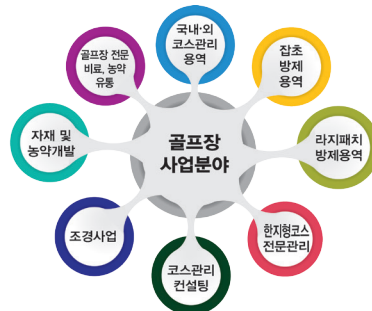 국내·외
코스관리
용역
잡초
방제
용역
라지패치
방제용역
한지형코스
전문관리
코스관리
컨설팅
조경사업
자재 및
농약개발
골프장 전문
비료, 농약
유통
골프장
사업분야